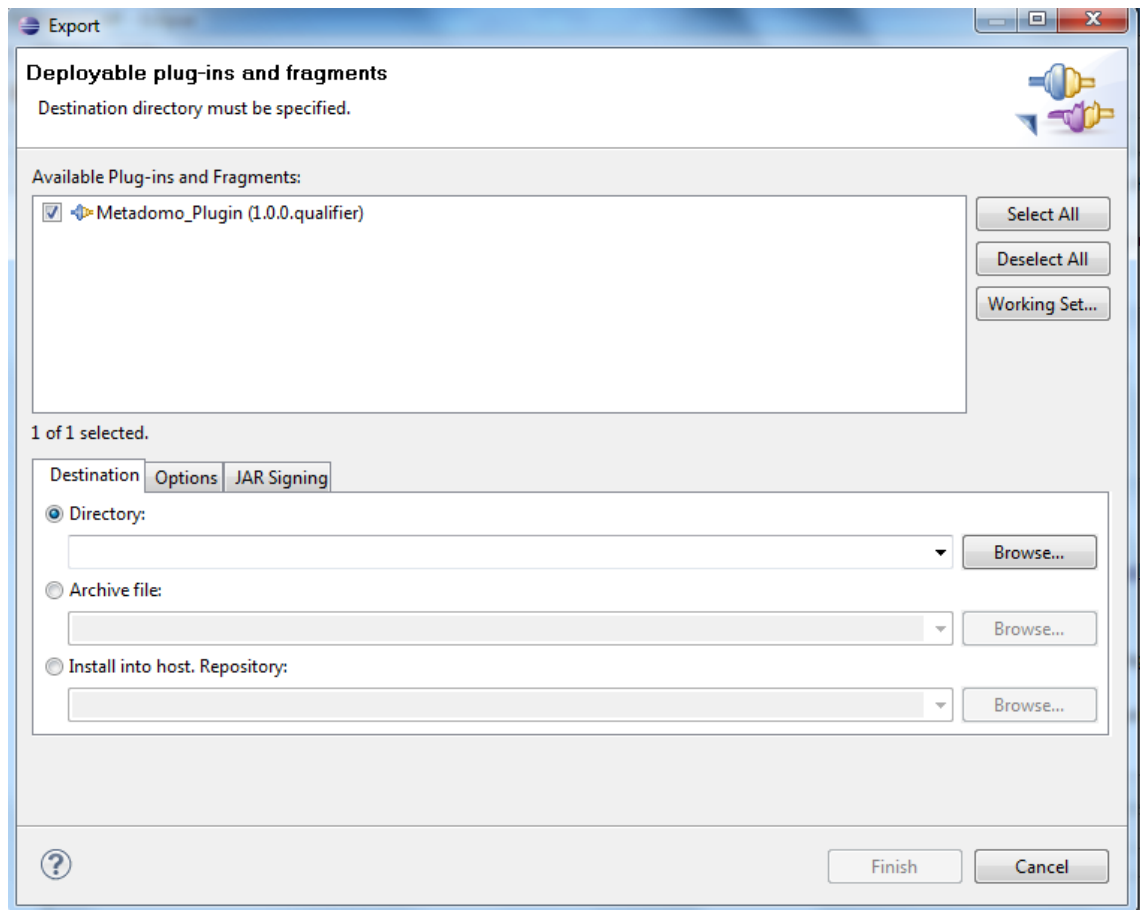 Export
Deployable plug-ins and fragments
Destination directory must be specified.
Available Plug-ins and Fragments:
Metadomo_Plugin (1.0.0.qualifier)
Select All
Deselect All
Working Set...
1 of 1 selected.
Destination Options JAR Signing
Directory:
Browse...
Archive file:
Browse...
Install into host. Repository:
Browse...
Finish Cancel